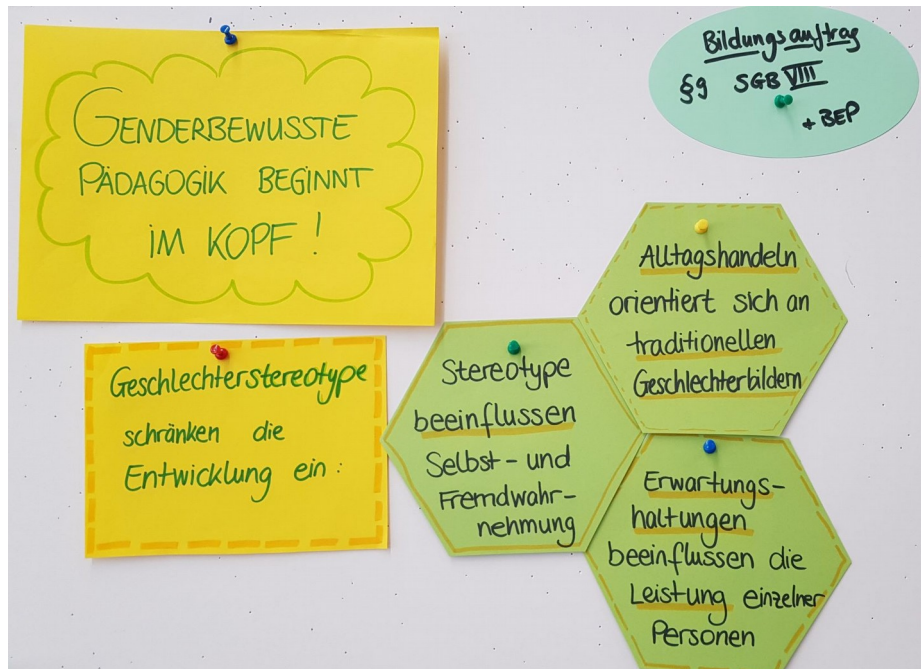 GENDERBEWUSSTE
PÄDAGOGIK BEGINNT
IM KOPF !
Bildungsauftrag
§9 SGB VIII
+ BEP
Geschlechterstereotype
schränken die
Entwicklung ein :
Stereotype
beeinflussen
Selbst- und
Fremdwahr-
nehmung
Alltagshandeln
orientiert sich an
traditionellen
Geschlechterbildern
Erwartungs-
haltungen
beeinflussen die
Leistung einzelner
Personen